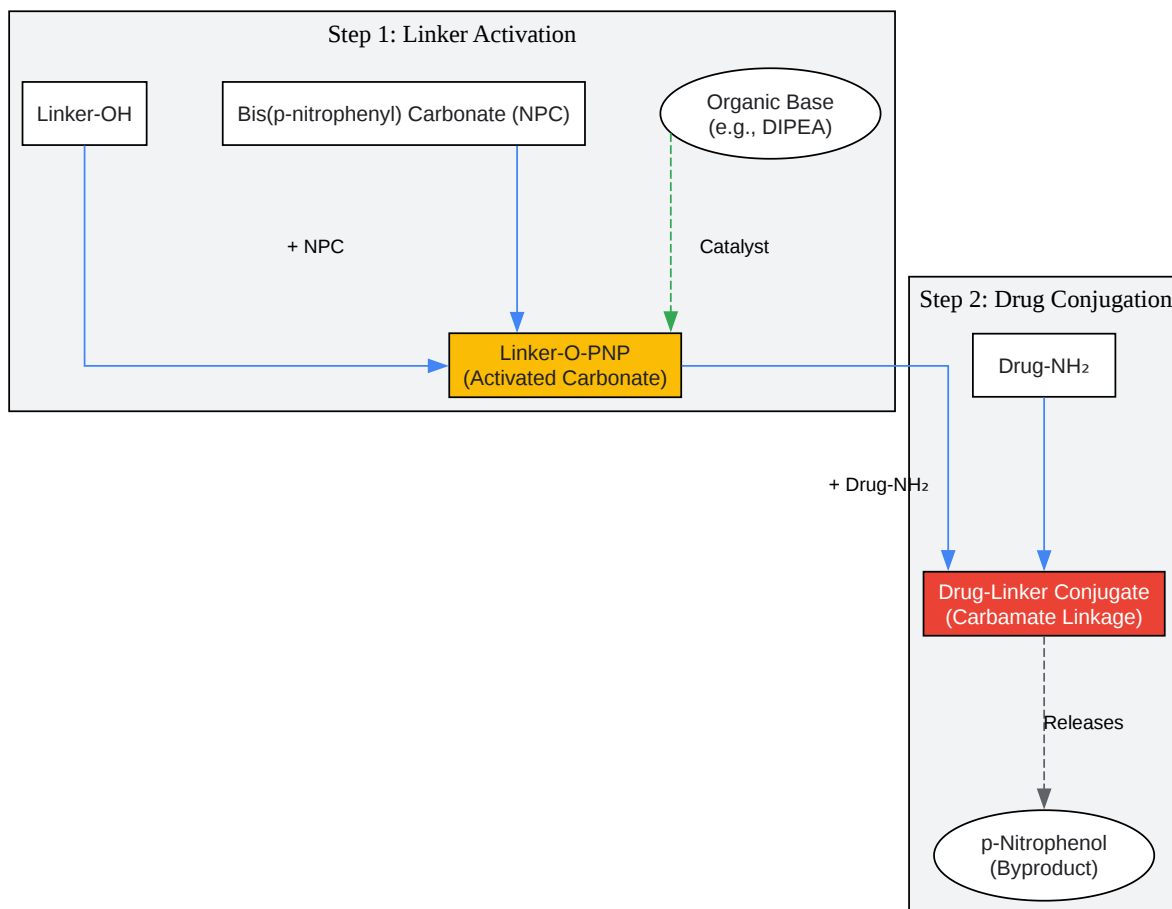 Step 1: Linker Activation
Linker-OH
Bis(p-nitrophenyl) Carbonate (NPC)
Organic Base
(e.g., DIPEA)
+ NPC
Catalyst
Linker-O-PNP
(Activated Carbonate)
Step 2: Drug Conjugation
Drug-NH₂
+ Drug-NH₂
Drug-Linker Conjugate
(Carbamate Linkage)
Releases
p-Nitrophenol
(Byproduct)